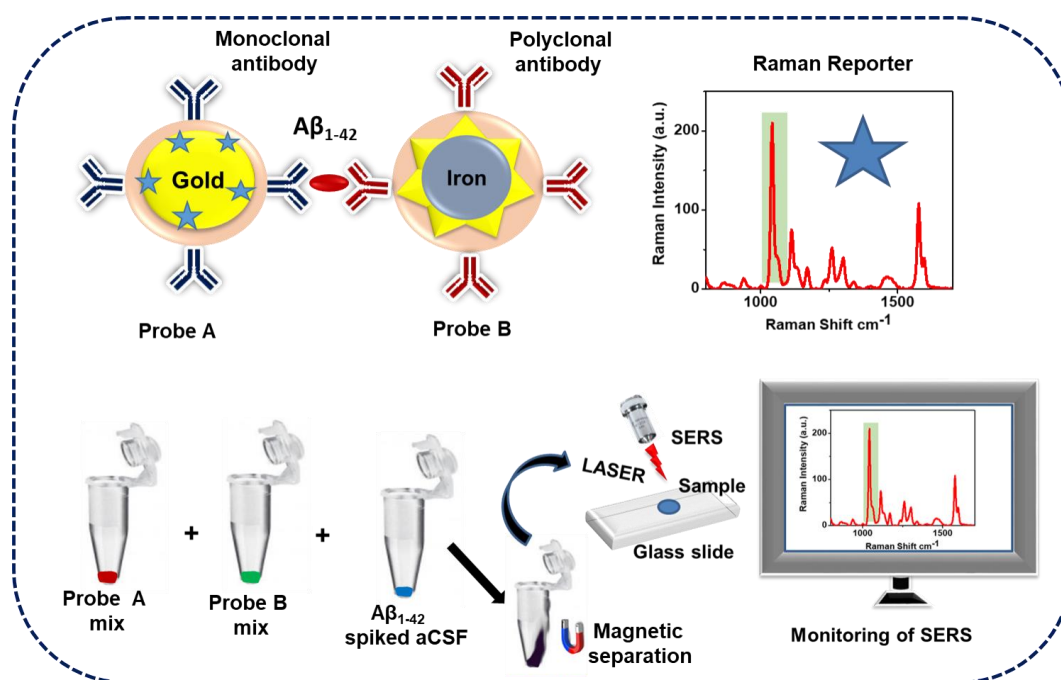 Monoclonal
antibody
Polyclonal
antibody
Raman Reporter
Aβ1-42
Gold
Iron
Probe A
Probe B
Raman Intensity (a.u.)
200
100
0
1000
1500
Raman Shift cm-1
SERS
LASER
Sample
Glass slide
+
+
Probe A
mix
Probe B
mix
Aβ1-42
spiked aCSF
Magnetic
separation
Raman Intensity (a.u.)
200
100
0
1000
1500
Raman Shift cm-1
Monitoring of SERS